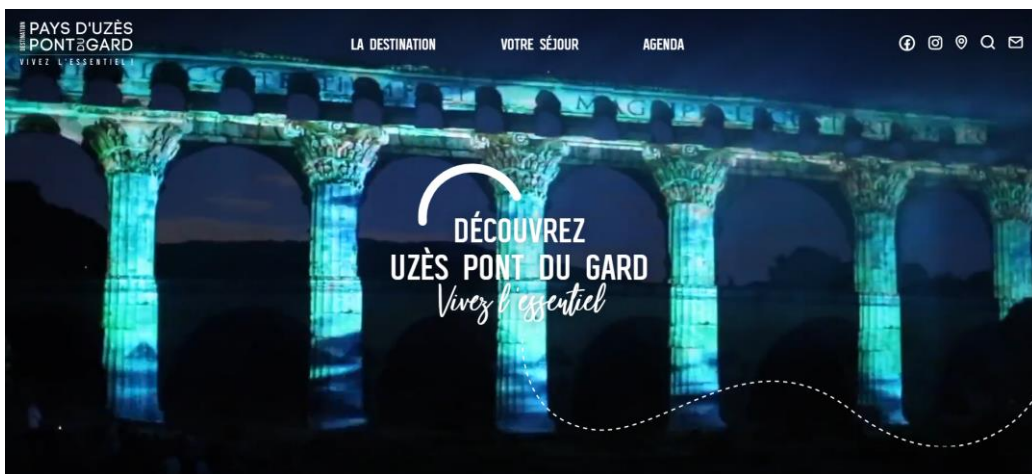 DESTINATION
PAYS D'UZÈS
PONT DU GARD
VIVEZ L'ESSENTIEL !
LA DESTINATION
VOTRE SÉJOUR
AGENDA
DÉCOUVREZ
UZÈS PONT DU GARD
Vivez l'essentiel